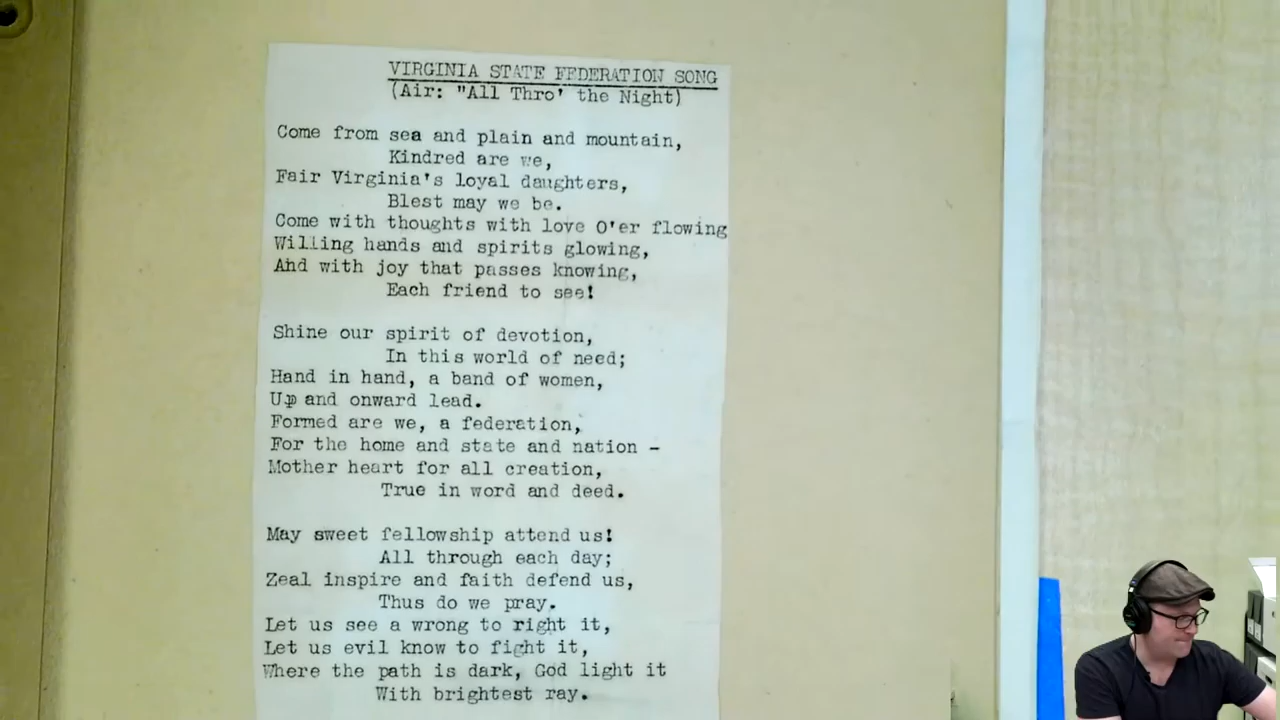 VIRGINIA STATE FEDERATION SONG
(Air: "All Thro' the Night)
Come from sea and plain and mountain,
Kindred are we,
Fair Virginia's loyal daughters,
Blest may we be.
Come with thoughts with love O'er flowing
Willing hands and spirits glowing,
And with joy that passes knowing,
Each friend to see!
Shine our spirit of devotion,
In this world of need;
Hand in hand, a band of women,
Up and onward lead.
Formed are we, a federation,
For the home and state and nation -
Mother heart for all creation,
True in word and deed.
May sweet fellowship attend us!
All through each day;
Zeal inspire and faith defend us,
Thus do we pray.
Let us see a wrong to right it,
Let us evil know to fight it,
Where the path is dark, God light it
With brightest ray.